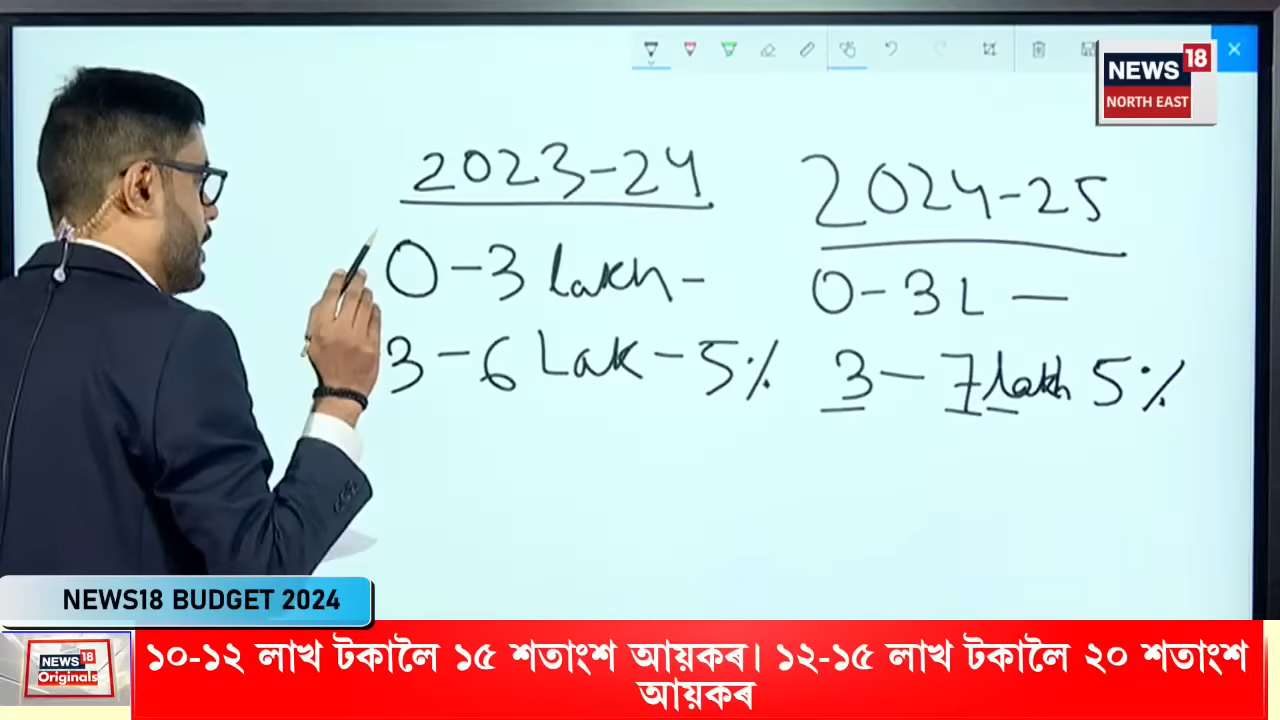 NEWS 18
NORTH EAST
2023-24
2024-25
0-3 lakh -
0-3L —
3-6 Lak - 5%
3 - 7 lakh 5%
NEWS18 BUDGET 2024
NEWS 18
Originals
১০-১২ লাখ টকালৈ ১৫ শতাংশ আয়কৰ। ১২-১৫ লাখ টকালৈ ২০ শতাংশ
আয়কৰ